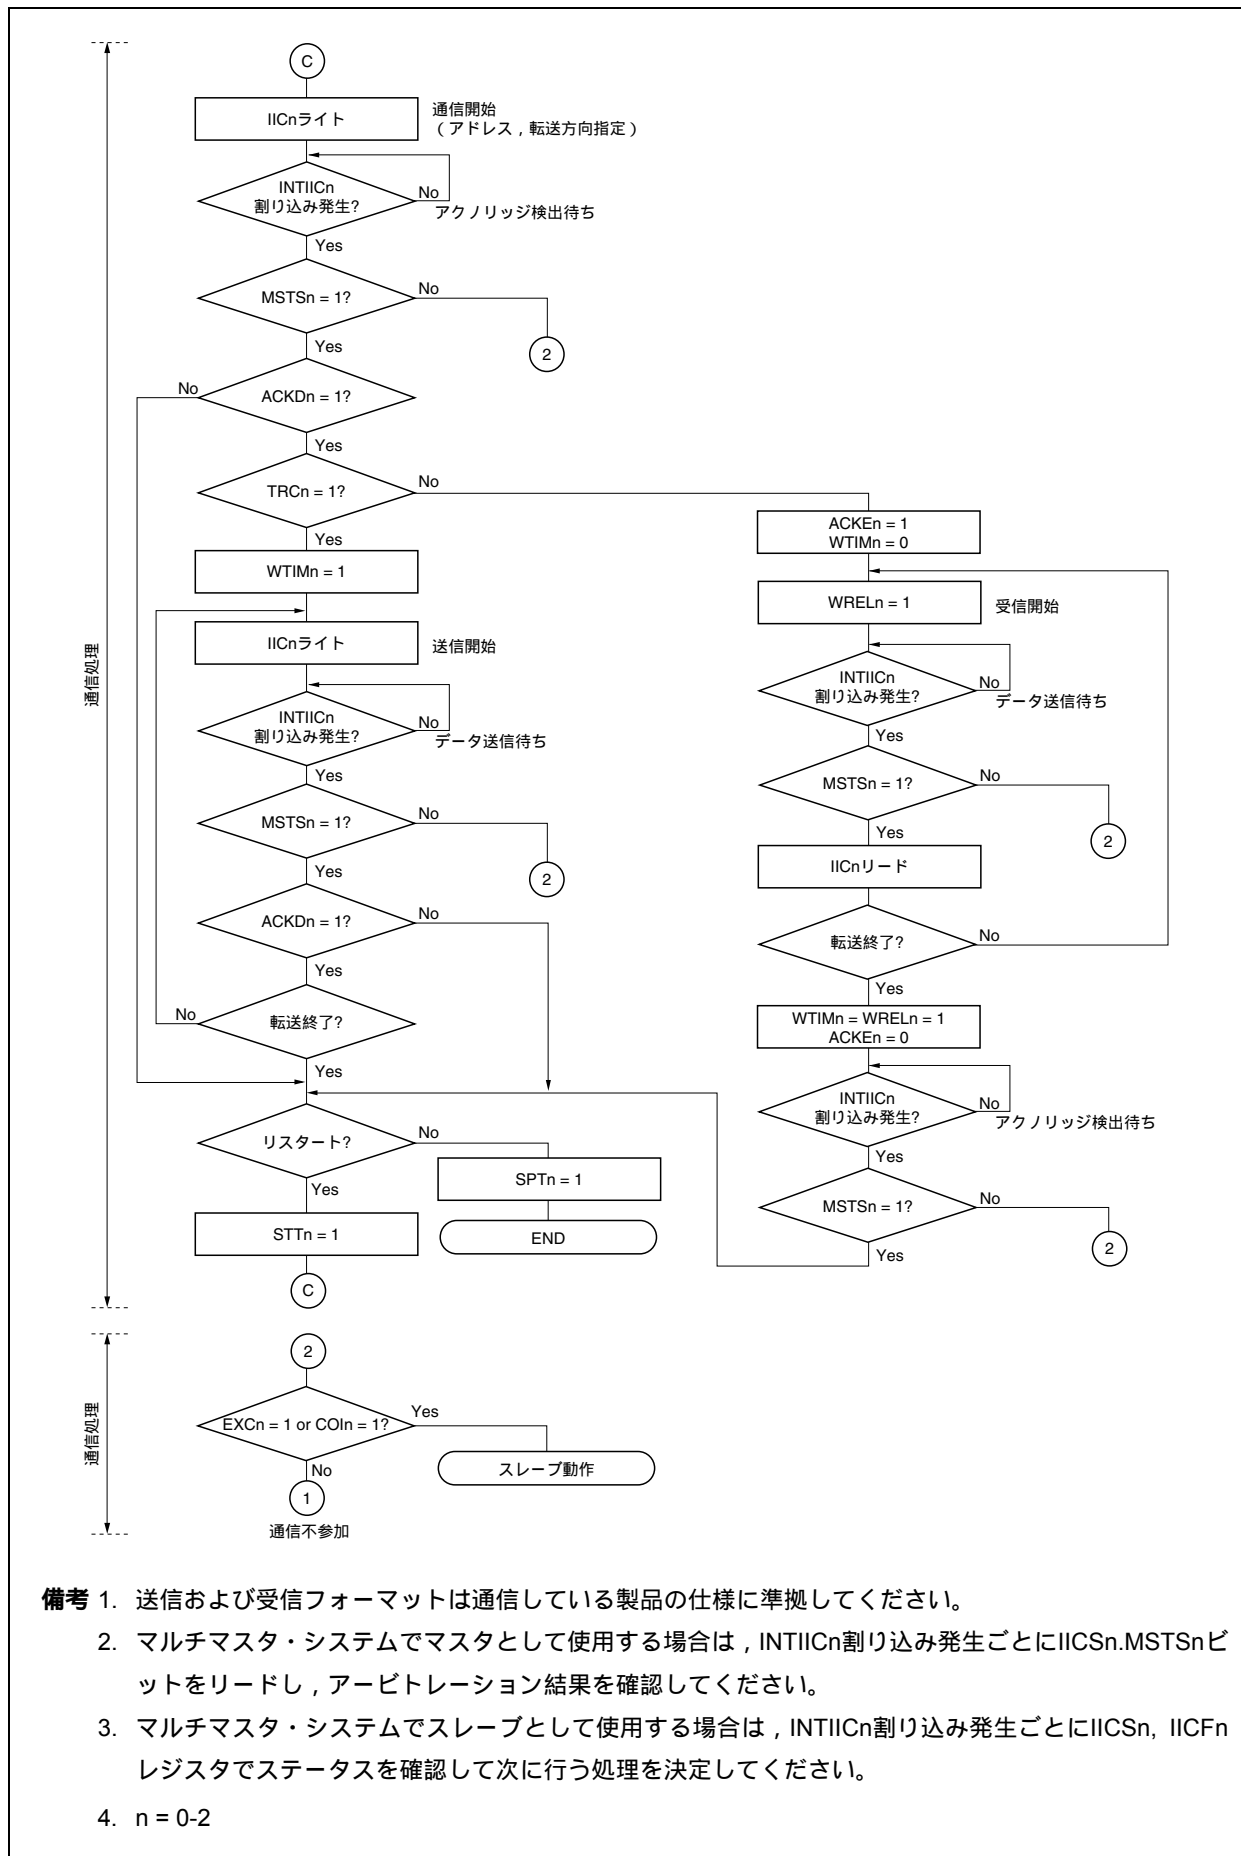 C
IICnライト
通信開始
（アドレス，転送方向指定）
INTIICn
割り込み発生?
No
アクノリッジ検出待ち
Yes
MSTSn = 1?
No
2
Yes
ACKDn = 1?
No
Yes
TRCn = 1?
No
Yes
WTIMn = 1
IICnライト
送信開始
INTIICn
割り込み発生?
No
データ送信待ち
Yes
MSTSn = 1?
No
2
Yes
ACKDn = 1?
No
Yes
転送終了?
No
Yes
リスタート?
No
SPTn = 1
END
Yes
STTn = 1
C
ACKEn = 1
WTIMn = 0
WRELn = 1
受信開始
INTIICn
割り込み発生?
No
データ送信待ち
Yes
MSTSn = 1?
No
2
Yes
IICnリード
転送終了?
No
Yes
WTIMn = WRELn = 1
ACKEn = 0
INTIICn
割り込み発生?
No
アクノリッジ検出待ち
Yes
MSTSn = 1?
No
2
Yes
通信処理
2
EXCn = 1 or COIn = 1?
Yes
スレーブ動作
No
1
通信不参加
通信処理
備考 1. 送信および受信フォーマットは通信している製品の仕様に準拠してください。
2. マルチマスタ・システムでマスタとして使用する場合は，INTIICn割り込み発生ごとにIICSn.MSTSnビ
ットをリードし，アービトレーション結果を確認してください。
3. マルチマスタ・システムでスレーブとして使用する場合は，INTIICn割り込み発生ごとにIICSn, IICFn
レジスタでステータスを確認して次に行う処理を決定してください。
4. n = 0-2